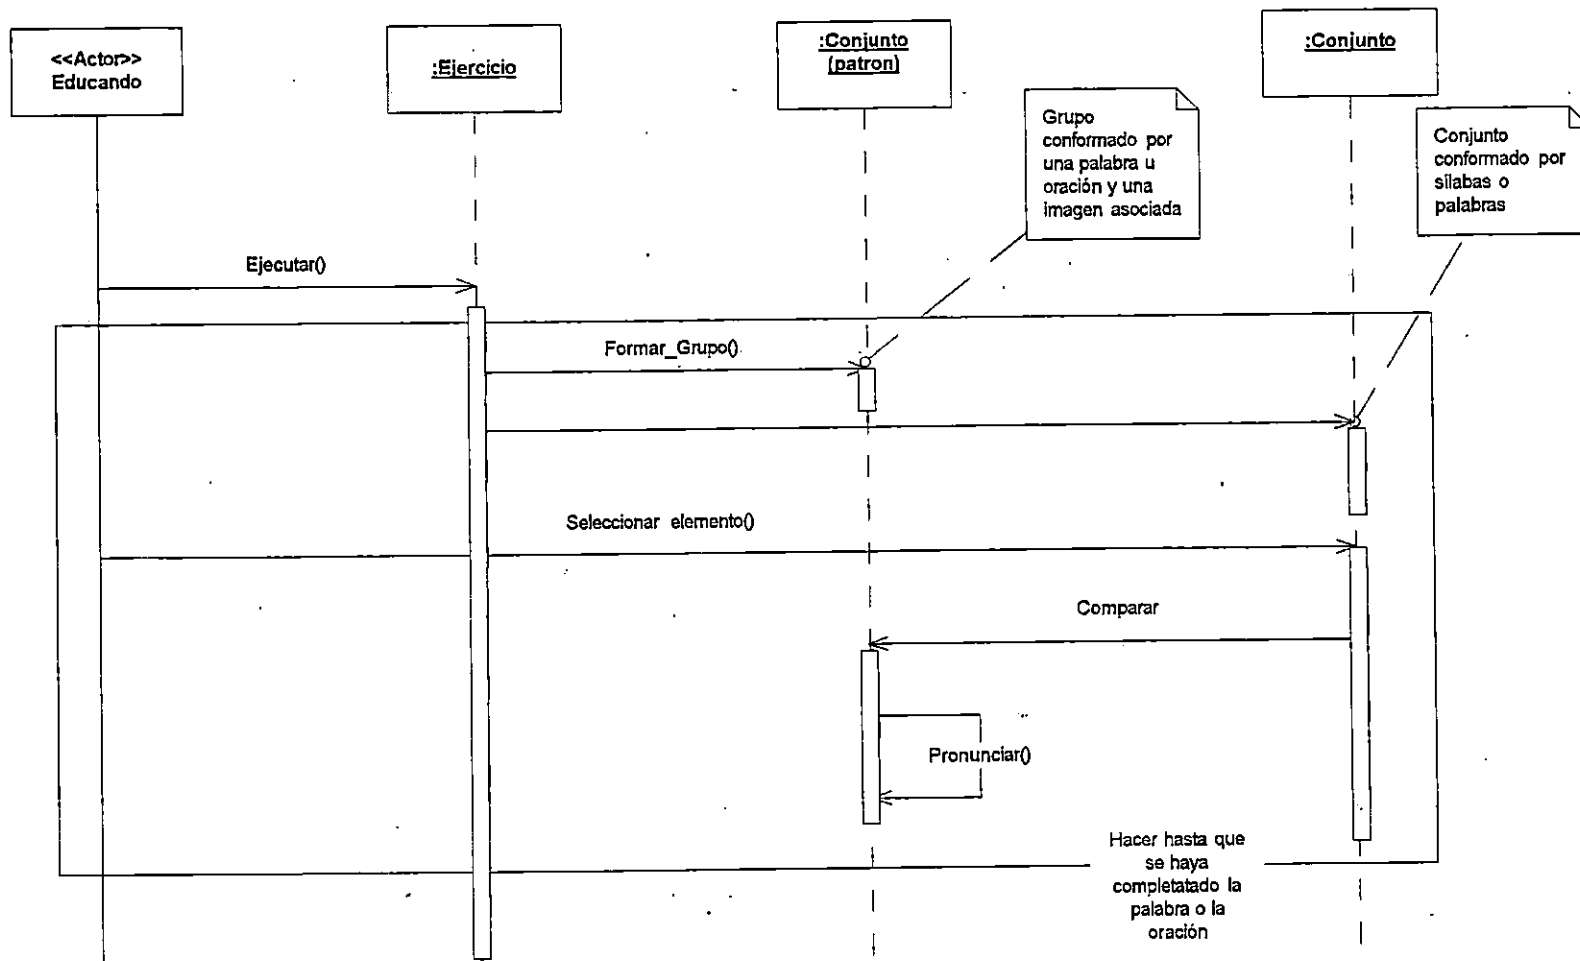 <<Actor>>
Educando
:Ejercicio
:Conjunto
(patron)
:Conjunto
Grupo
conformado por
una palabra u
oración y una
imagen asociada
Conjunto
conformado por
silabas o
palabras
Ejecutar()
Formar_Grupo()
Seleccionar elemento()
Comparar
Pronunciar()
Hacer hasta que
se haya
completatado la
palabra o la
oración